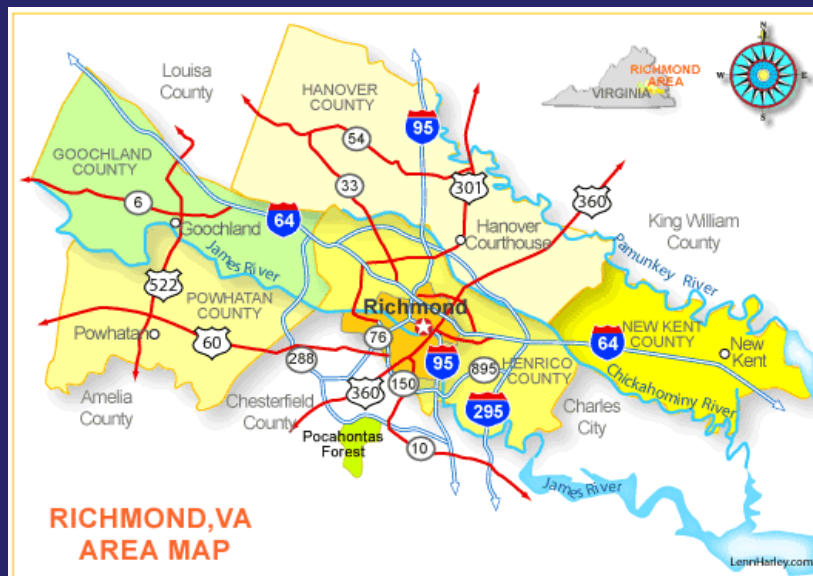 N
W
E
S
RICHMOND
AREA
VIRGINIA
Louisa
County
HANOVER
COUNTY
95
54
GOOCHLAND
COUNTY
33
301
360
6
64
Goochland
Hanover
Courthouse
King William
County
James River
Pamunkey River
522
POWHATAN
COUNTY
Richmond
Powhatan
60
76
288
95
HENRICO
COUNTY
64
NEW KENT
COUNTY
New
Kent
895
150
360
295
Amelia
County
Chesterfield
County
Chickahominy River
Charles
City
Pocahontas
Forest
10
James River
RICHMOND,VA
AREA MAP
LennHarley.com